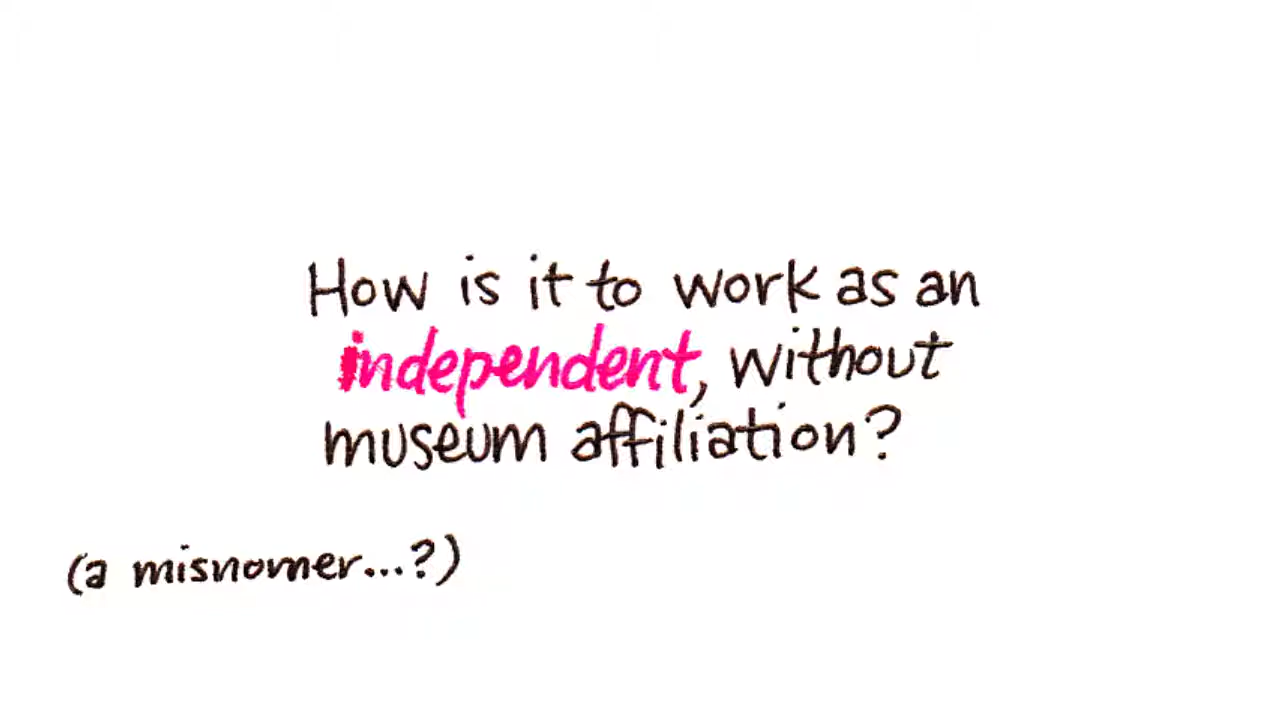 How is it to work as an
independent, without
museum affiliation?
(a misnomer...?)